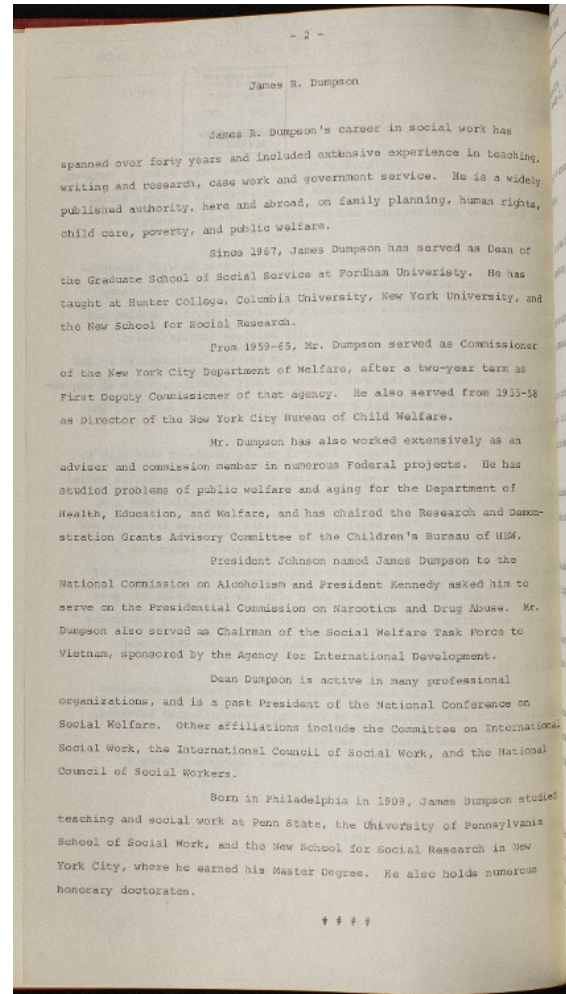 - 2 -
James R. Dumpson
James R. Dumpson's career in social work has
spanned over forty years and included extensive experience in teaching,
writing and research, case work and government service. He is a widely
published authority, here and abroad, on family planning, human rights,
child care, poverty, and public welfare.
Since 1967, James Dumpson has served as Dean of
the Graduate School of Social Service at Fordham Univeristy. He has
taught at Hunter College, Columbia University, New York University, and
the New School for Social Research.
From 1959-65, Mr. Dumpson served as Commissioner
of the New York City Department of Welfare, after a two-year term as
First Deputy Commissioner of that agency. He also served from 1955-58
as Director of the New York City Bureau of Child Welfare.
Mr. Dumpson has also worked extensively as an
adviser and commission member in numerous Federal projects. He has
studied problems of public welfare and aging for the Department of
Health, Education, and Welfare, and has chaired the Research and Demon-
stration Grants Advisory Committee of the Children's Bureau of HEW.
President Johnson named James Dumpson to the
National Commission on Alcoholism and President Kennedy asked him to
serve on the Presidential Commission on Narcotics and Drug Abuse. Mr.
Dumpson also served as Chairman of the Social Welfare Task Force to
Vietnam, sponsored by the Agency for International Development.
Dean Dumpson is active in many professional
organizations, and is a past President of the National Conference on
Social Welfare. Other affiliations include the Committee on International
Social Work, the International Council of Social Work, and the National
Council of Social Workers.
Born in Philadelphia in 1909, James Dumpson studied
teaching and social work at Penn State, the University of Pennsylvania
School of Social Work, and the New School for Social Research in New
York City, where he earned his Master Degree. He also holds numerous
honorary doctorates.
# # # #